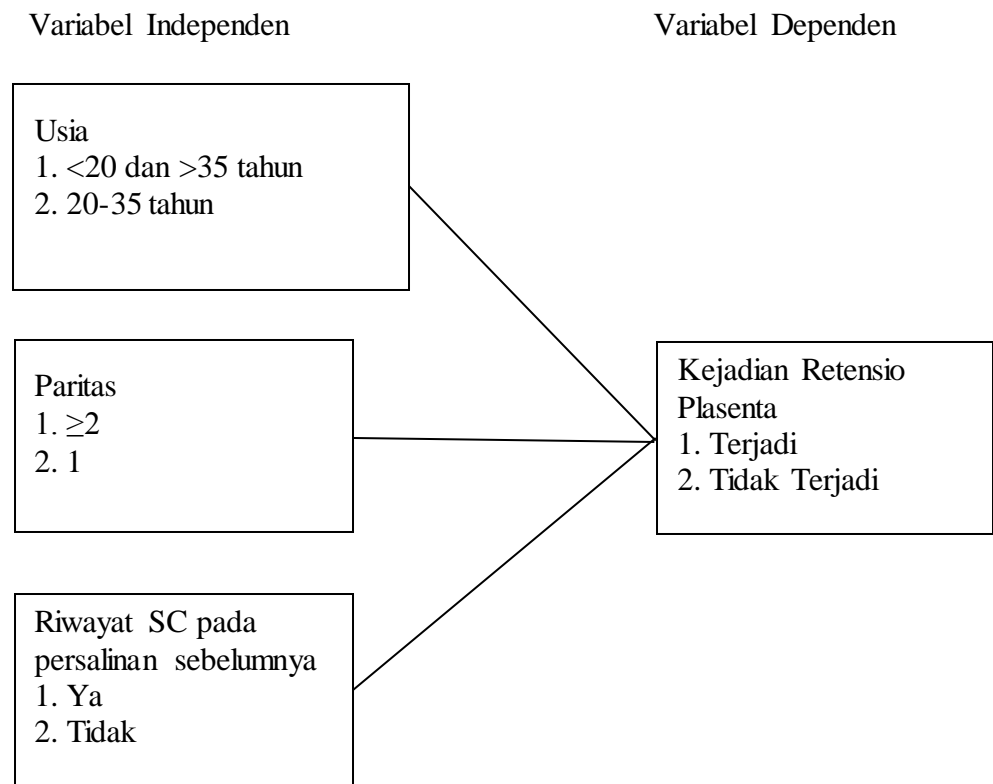 Variabel Independen
Variabel Dependen
Usia
1. <20 dan >35 tahun
2. 20-35 tahun
Paritas
1. ≥2
2. 1
Riwayat SC pada
persalinan sebelumnya
1. Ya
2. Tidak
Kejadian Retensio
Plasenta
1. Terjadi
2. Tidak Terjadi